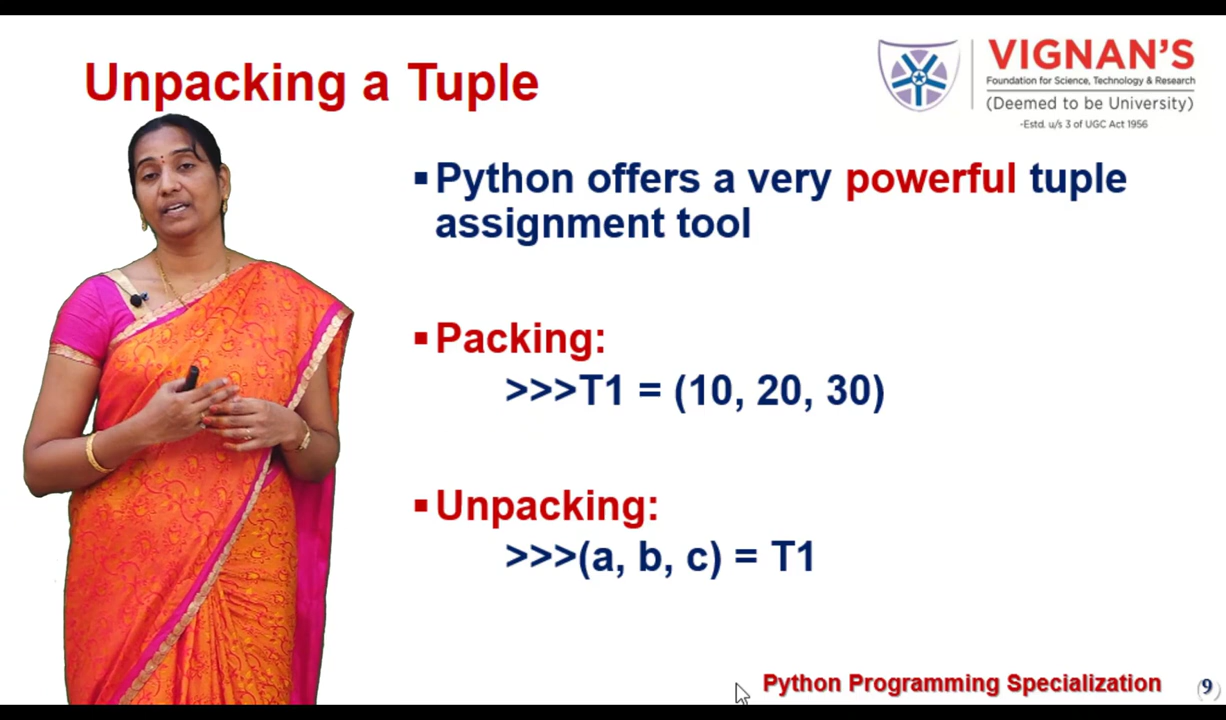 Unpacking a Tuple
VIGNAN'S
Foundation for Science, Technology & Research
(Deemed to be University)
-Estd. u/s 3 of UGC Act 1956
▪Python offers a very powerful tuple
assignment tool
▪Packing:
>>>T1 = (10, 20, 30)
▪Unpacking:
>>>(a, b, c) = T1
Python Programming Specialization
9